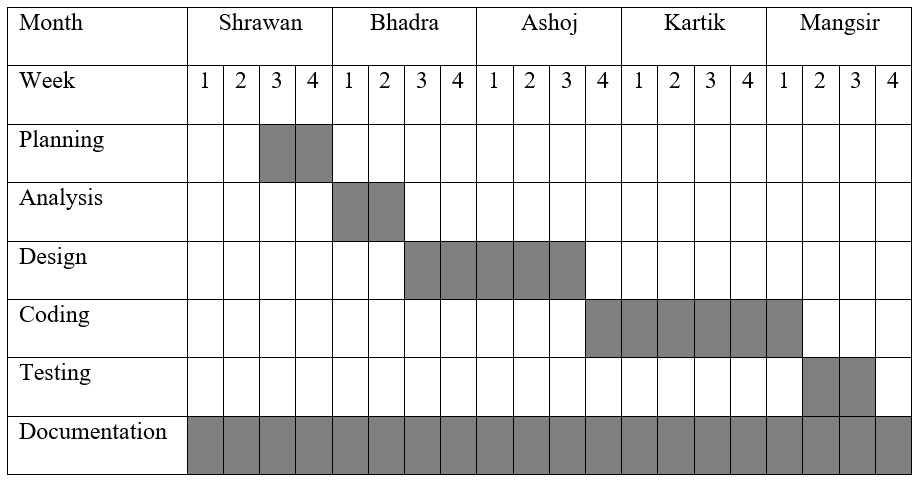 Month Shrawan Bhadra Ashoj Kartik Mangsir
Week 1 2 3 4 1 2 3 4 1 2 3 4 1 2 3 4 1 2 3 4
Planning
Analysis
Design
Coding
Testing
Documentation